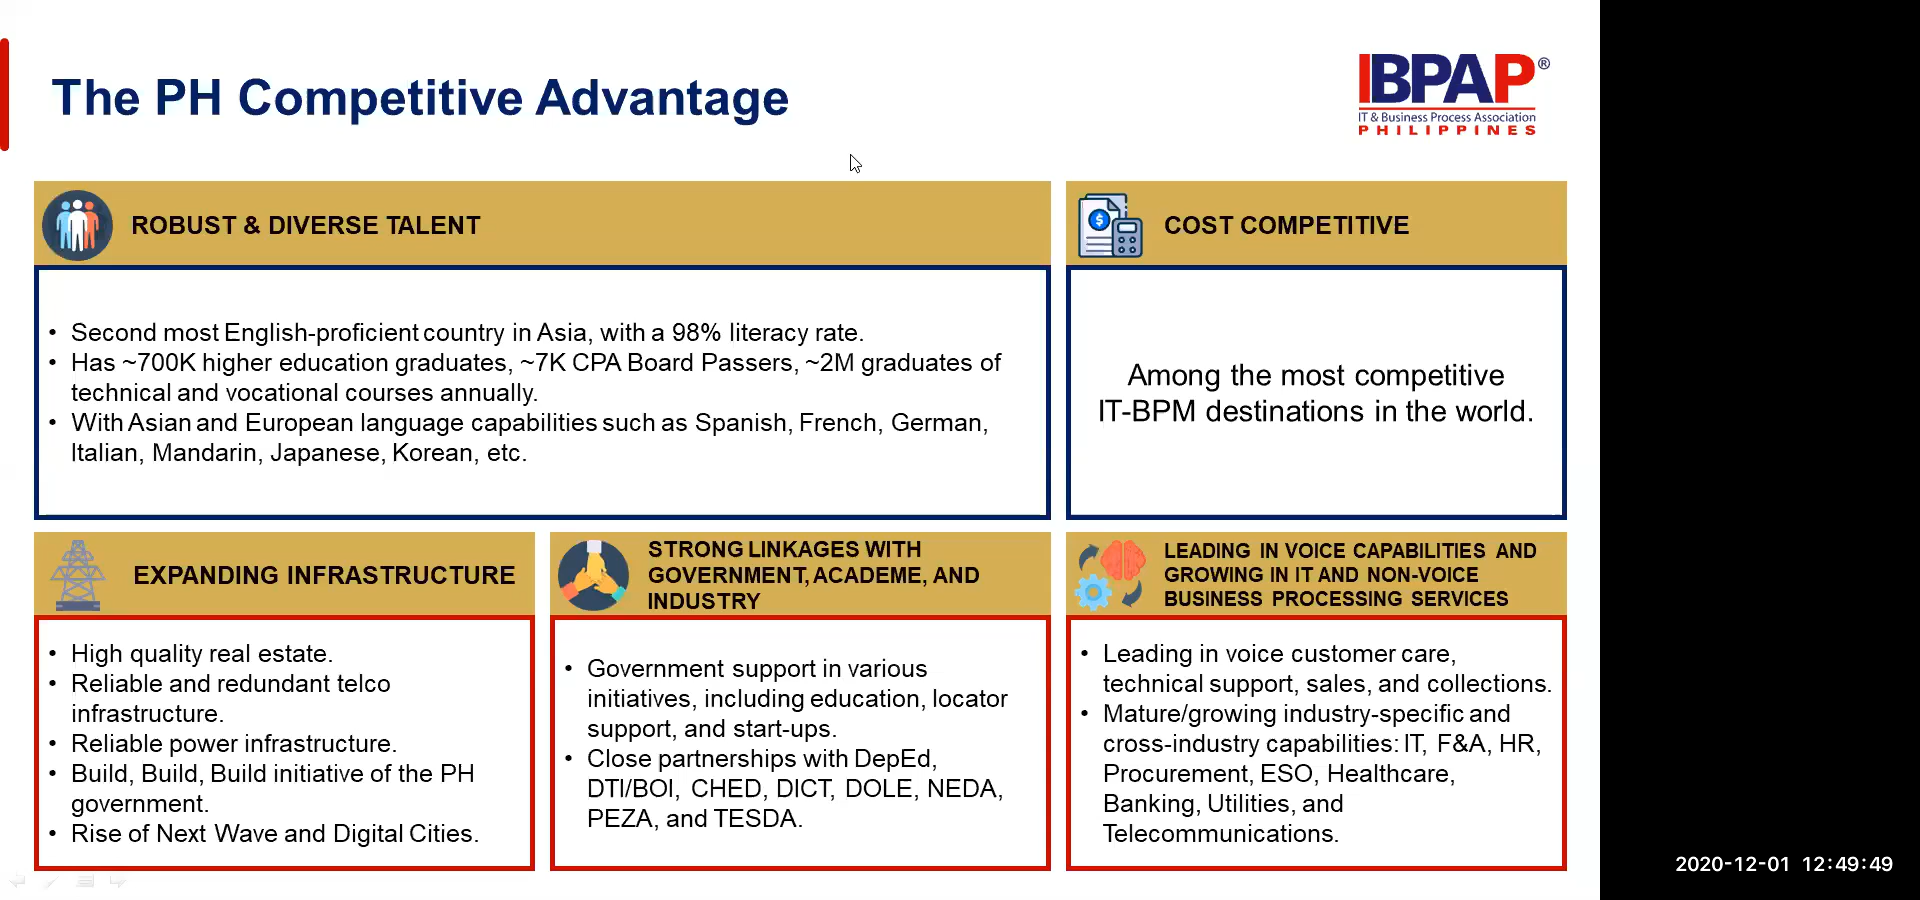 The PH Competitive Advantage
IBPAP®
IT & Business Process Association
PHILIPPINES
ROBUST & DIVERSE TALENT
• Second most English-proficient country in Asia, with a 98% literacy rate.
• Has ~700K higher education graduates, ~7K CPA Board Passers, ~2M graduates of
technical and vocational courses annually.
• With Asian and European language capabilities such as Spanish, French, German,
Italian, Mandarin, Japanese, Korean, etc.
COST COMPETITIVE
Among the most competitive
IT-BPM destinations in the world.
EXPANDING INFRASTRUCTURE
• High quality real estate.
• Reliable and redundant telco
infrastructure.
• Reliable power infrastructure.
• Build, Build, Build initiative of the PH
government.
• Rise of Next Wave and Digital Cities.
STRONG LINKAGES WITH
GOVERNMENT, ACADEME, AND
INDUSTRY
• Government support in various
initiatives, including education, locator
support, and start-ups.
• Close partnerships with DepEd,
DTI/BOI, CHED, DICT, DOLE, NEDA,
PEZA, and TESDA.
LEADING IN VOICE CAPABILITIES AND
GROWING IN IT AND NON-VOICE
BUSINESS PROCESSING SERVICES
• Leading in voice customer care,
technical support, sales, and collections.
• Mature/growing industry-specific and
cross-industry capabilities: IT, F&A, HR,
Procurement, ESO, Healthcare,
Banking, Utilities, and
Telecommunications.
2020-12-01 12:49:49